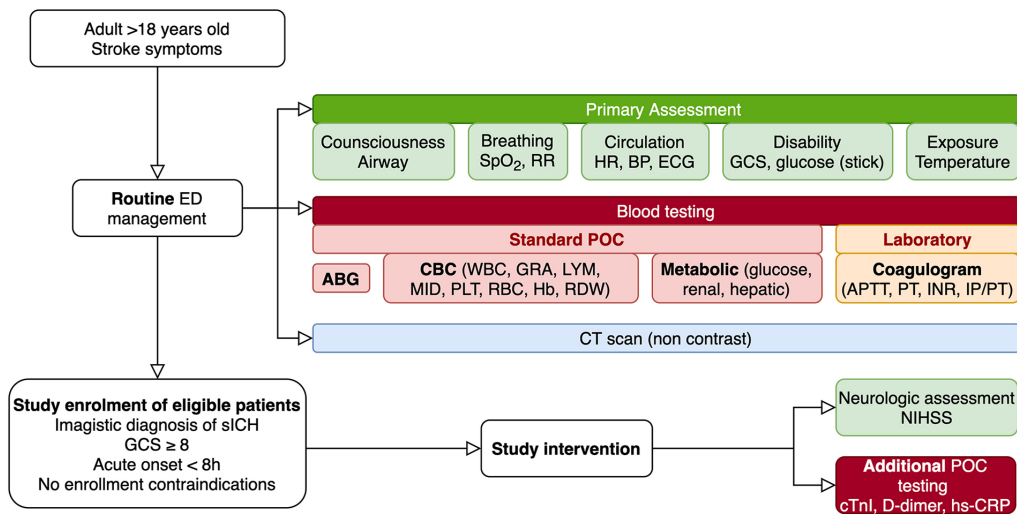 Adult >18 years old
Stroke symptoms
Primary Assessment
Counsciousness
Airway
Breathing
SpO₂, RR
Circulation
HR, BP, ECG
Disability
GCS, glucose (stick)
Exposure
Temperature
Routine ED
management
Blood testing
Standard POC
Laboratory
ABG
CBC (WBC, GRA, LYM,
MID, PLT, RBC, Hb, RDW)
Metabolic (glucose,
renal, hepatic)
Coagulogram
(APTT, PT, INR, IP/PT)
CT scan (non contrast)
Study enrolment of eligible patients
Imagistic diagnosis of sICH
GCS ≥ 8
Acute onset < 8h
No enrollment contraindications
Study intervention
Neurologic assessment
NIHSS
Additional POC
testing
cTnI, D-dimer, hs-CRP